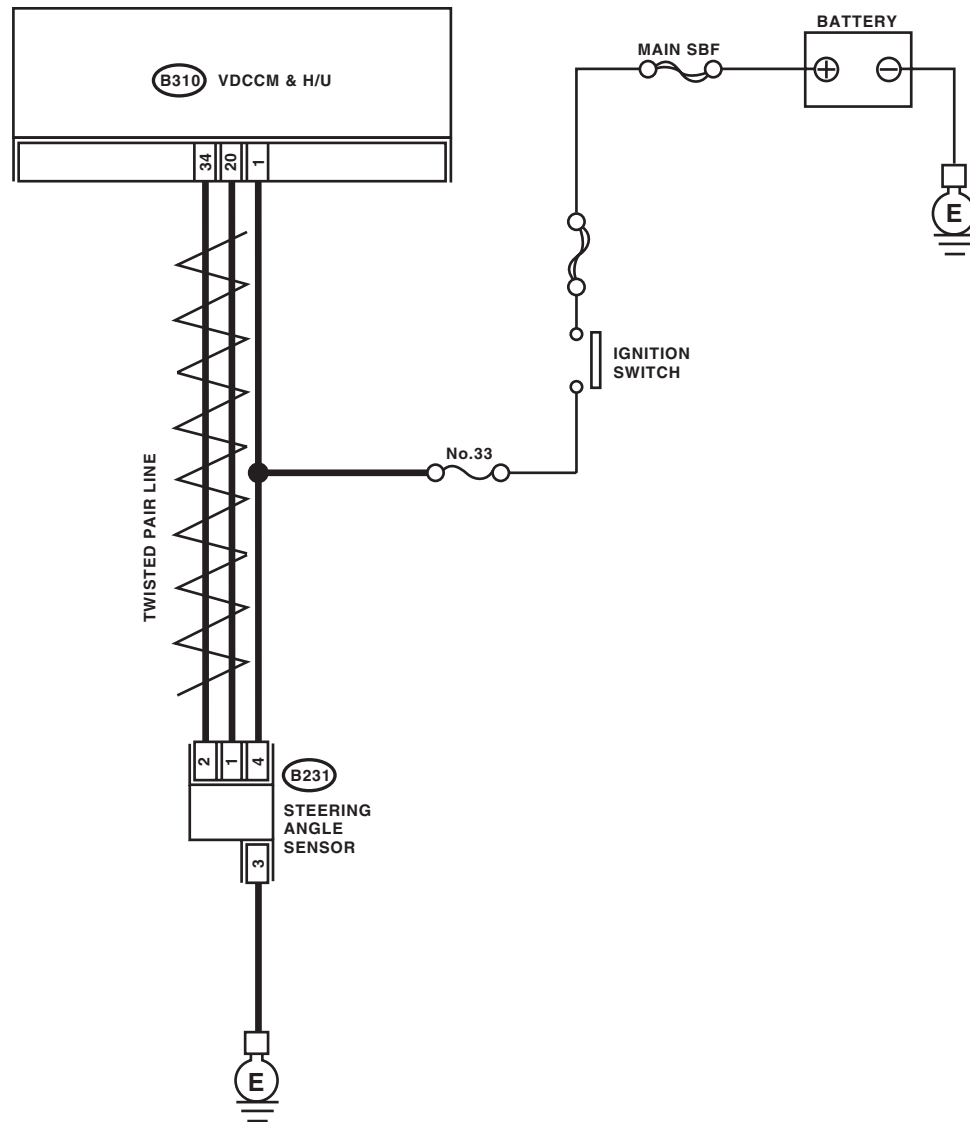 BATTERY
MAIN SBF
B310 VDCCM & H/U
34 20 1
E
IGNITION
SWITCH
No.33
TWISTED PAIR LINE
2 1 4
B231
STEERING
ANGLE
SENSOR
3
E